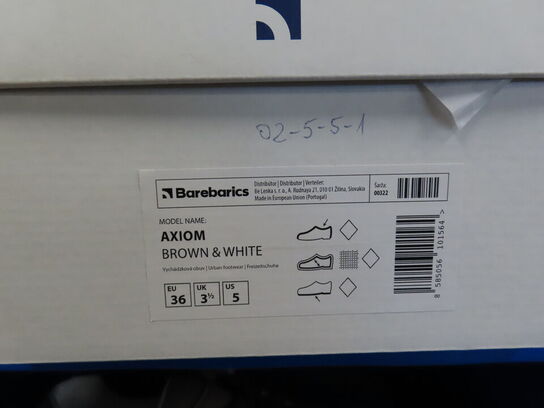 02-5-5-1
Barebarics
Distribútor | Distributor | Verteiler:
Be Lenka s. r. o., A. Rudnaya 21, 010 01 Žilina, Slovakia
Made in European Union (Portugal)
Šarža:
00322
MODEL NAME:
AXIOM
BROWN & WHITE
Vychádzková obuv | Urban footwear | Freizeitschuhe
EU UK US
36 3½ 5
8 585056 101564 >